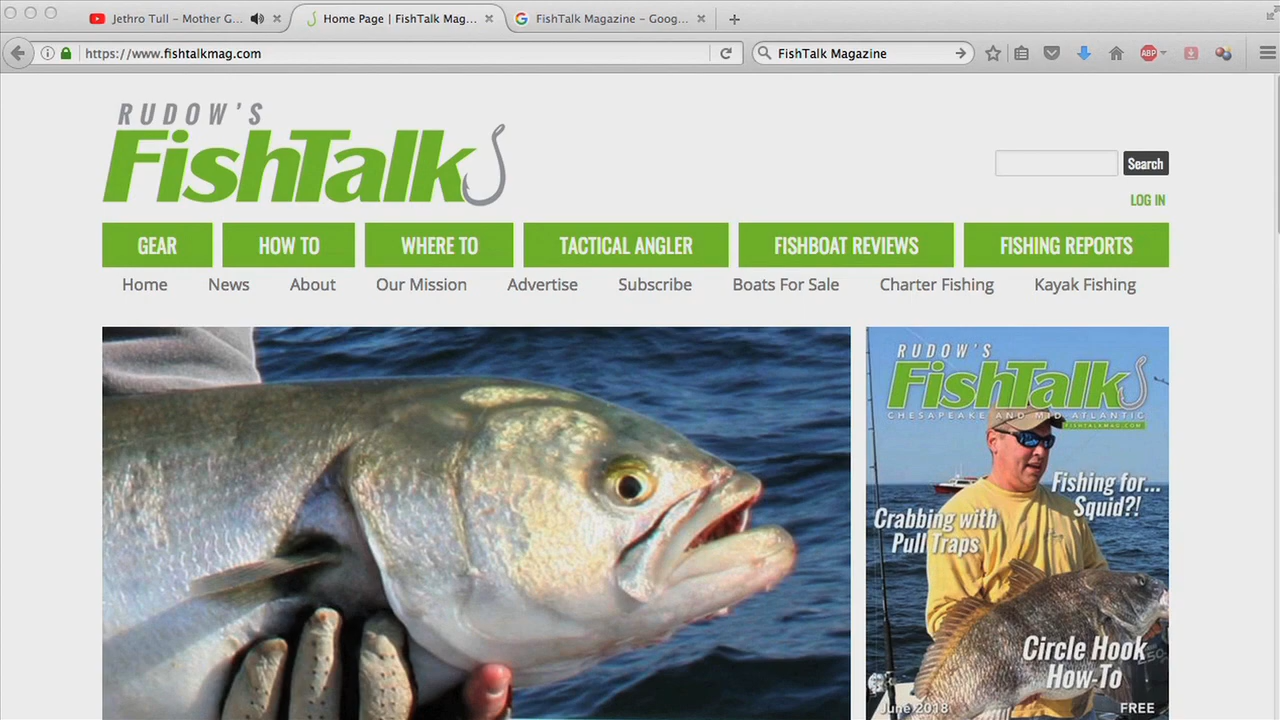 Jethro Tull – Mother G...
Home Page | FishTalk Mag...
FishTalk Magazine – Goog...
https://www.fishtalkmag.com
FishTalk Magazine
ABP
RUDOW'S
FishTalk
Search
LOG IN
GEAR
HOW TO
WHERE TO
TACTICAL ANGLER
FISHBOAT REVIEWS
FISHING REPORTS
Home
News
About
Our Mission
Advertise
Subscribe
Boats For Sale
Charter Fishing
Kayak Fishing
RUDOW'S
FishTalk
CHESAPEAKE AND MID ATLANTIC
FISHTALKMAG.COM
Fishing for...
Squid?!
Crabbing with
Pull Traps
Circle Hook
How-To
June 2018
FREE